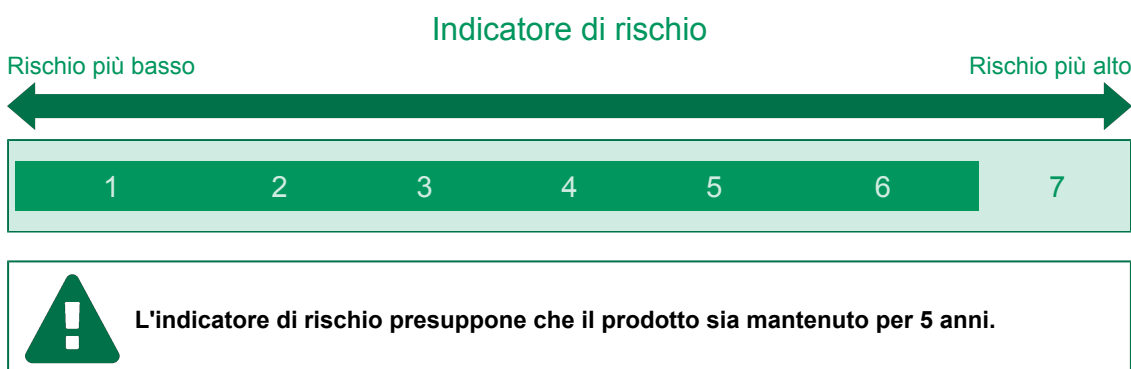 Indicatore di rischio
Rischio più basso Rischio più alto
1 2 3 4 5 6 7
L'indicatore di rischio presuppone che il prodotto sia mantenuto per 5 anni.